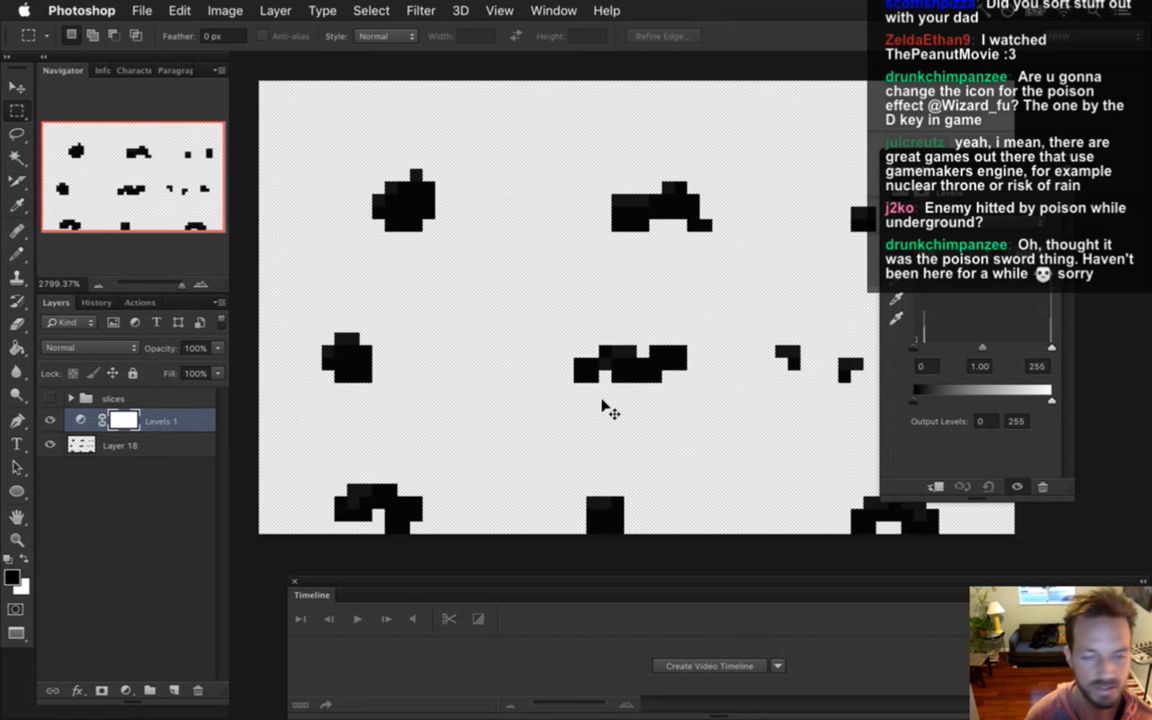 Photoshop File Edit Image Layer Type Select Filter 3D View Window Help
Feather: 0 px Anti-alias Style: Normal Width: Height: Refine Edge...
scottishpizza: Did you sort stuff out
with your dad
ZeldaEthan9: I watched
ThePeanutMovie :3
drunkchimpanzee: Are u gonna
change the icon for the poison
effect @Wizard_fu? The one by the
D key in game
juicreutz yeah, i mean, there are
great games out there that use
gamemakers engine, for example
nuclear throne or risk of rain
j2ko: Enemy hitted by poison while
underground?
drunkchimpanzee: Oh, thought it
was the poison sword thing. Haven't
been here for a while 💀 sorry
Navigator Info Characte Paragraj
2799.37%
Layers History Actions
Kind
Normal Opacity: 100%
Lock: Fill: 100%
slices
Levels 1
Layer 18
0 1.00 255
Output Levels: 0 255
Timeline
Create Video Timeline